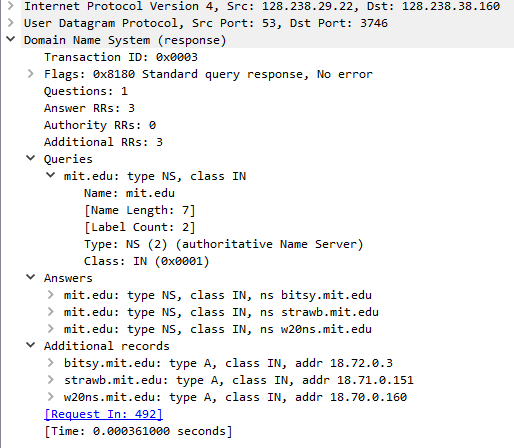 Internet Protocol Version 4, Src: 128.238.29.22, Dst: 128.238.38.160
User Datagram Protocol, Src Port: 53, Dst Port: 3746
Domain Name System (response)
Transaction ID: 0x0003
Flags: 0x8180 Standard query response, No error
Questions: 1
Answer RRs: 3
Authority RRs: 0
Additional RRs: 3
Queries
mit.edu: type NS, class IN
Name: mit.edu
[Name Length: 7]
[Label Count: 2]
Type: NS (2) (authoritative Name Server)
Class: IN (0x0001)
Answers
mit.edu: type NS, class IN, ns bitsy.mit.edu
mit.edu: type NS, class IN, ns strawb.mit.edu
mit.edu: type NS, class IN, ns w20ns.mit.edu
Additional records
bitsy.mit.edu: type A, class IN, addr 18.72.0.3
strawb.mit.edu: type A, class IN, addr 18.71.0.151
w20ns.mit.edu: type A, class IN, addr 18.70.0.160
[Request In: 492]
[Time: 0.000361000 seconds]